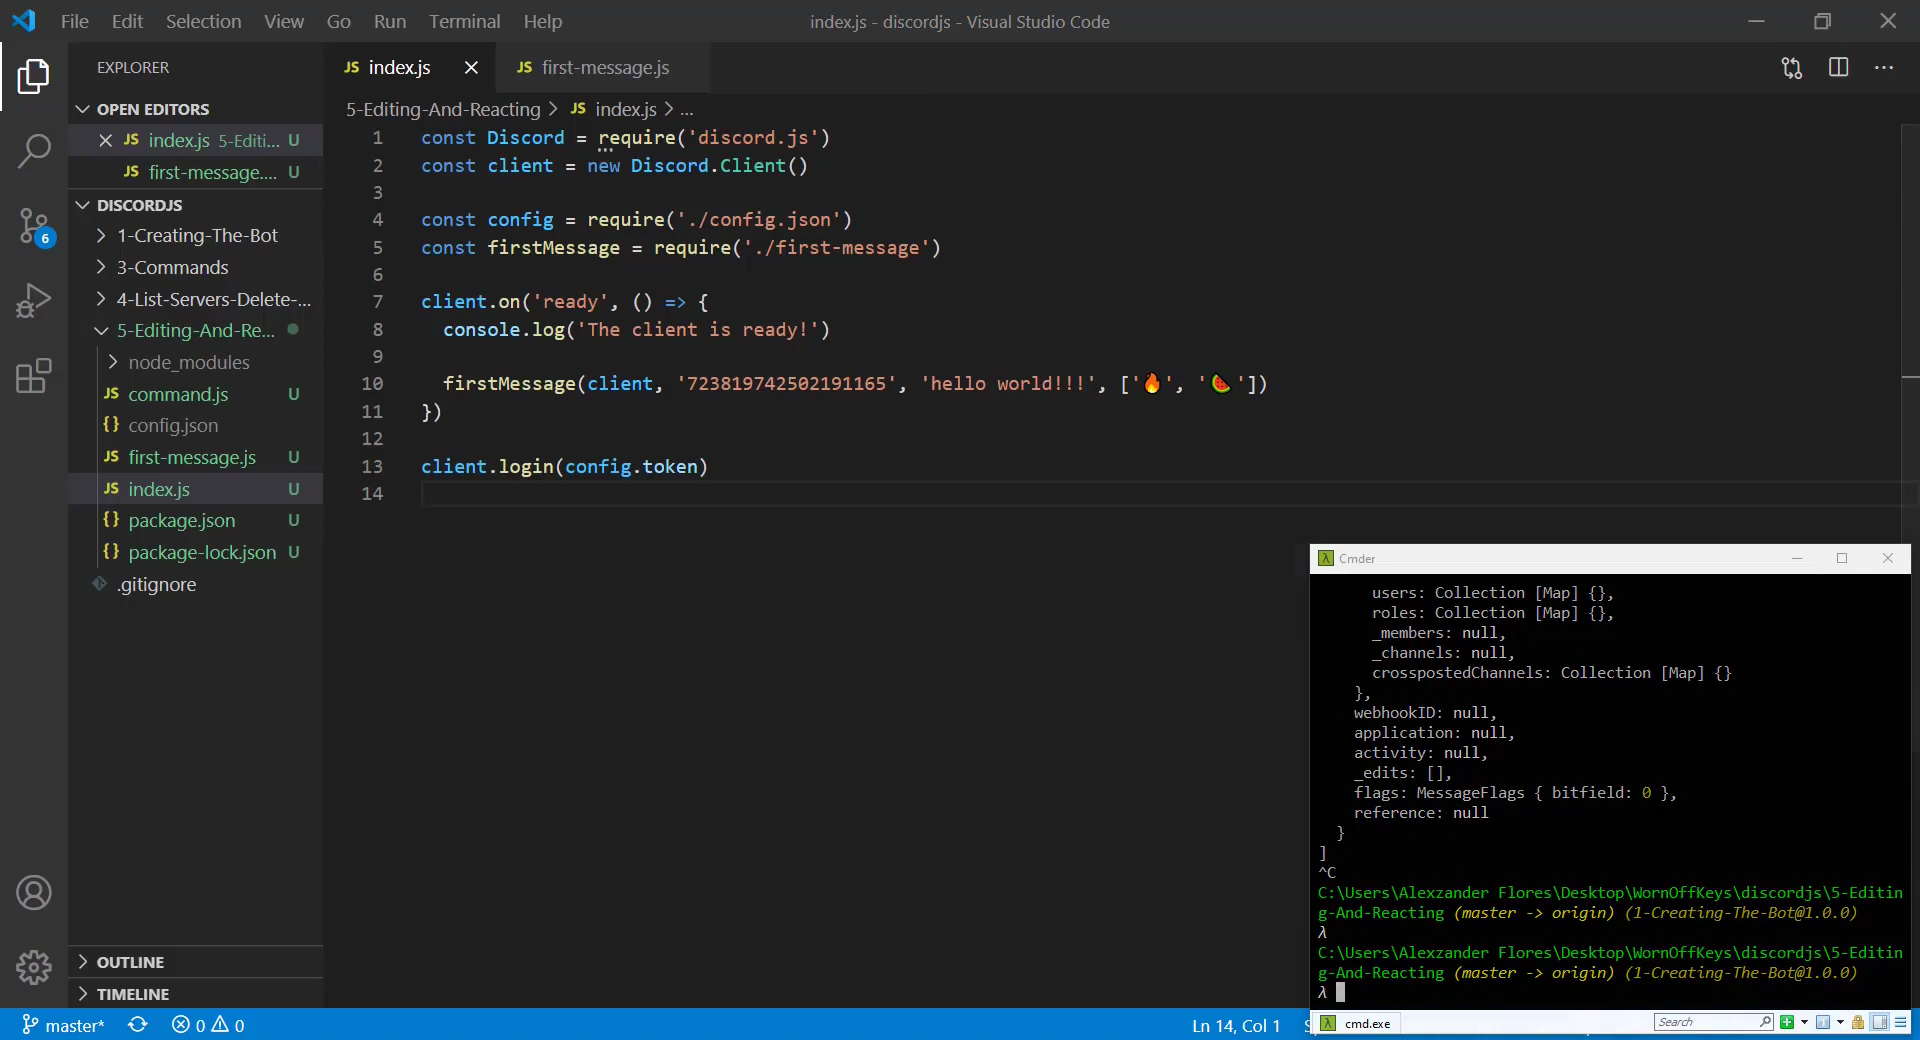 File Edit Selection View Go Run Terminal Help
index.js - discordjs - Visual Studio Code
EXPLORER
OPEN EDITORS
JS index.js 5-Editi... U
JS first-message.... U
DISCORDJS
1-Creating-The-Bot
3-Commands
4-List-Servers-Delete-...
5-Editing-And-Re...
node_modules
JS command.js U
{} config.json
JS first-message.js U
JS index.js U
{} package.json U
{} package-lock.json U
.gitignore
OUTLINE
TIMELINE
6
JS index.js
JS first-message.js
5-Editing-And-Reacting > JS index.js > ...
1 const Discord = require('discord.js')
2 const client = new Discord.Client()
3
4 const config = require('./config.json')
5 const firstMessage = require('./first-message')
6
7 client.on('ready', () => {
8 console.log('The client is ready!')
9
10 firstMessage(client, '723819742502191165', 'hello world!!!', ['🔥', '🍉'])
11 })
12
13 client.login(config.token)
14
Cmder
users: Collection [Map] {},
roles: Collection [Map] {},
_members: null,
_channels: null,
crosspostedChannels: Collection [Map] {}
},
webhookID: null,
application: null,
activity: null,
_edits: [],
flags: MessageFlags { bitfield: 0 },
reference: null
}
]
^C
C:\Users\Alexzander Flores\Desktop\WornOffKeys\discordjs\5-Editin
g-And-Reacting (master -> origin) (1-Creating-The-Bot@1.0.0)
λ
C:\Users\Alexzander Flores\Desktop\WornOffKeys\discordjs\5-Editin
g-And-Reacting (master -> origin) (1-Creating-The-Bot@1.0.0)
λ
cmd.exe
Search
master* 0 0
Ln 14, Col 1